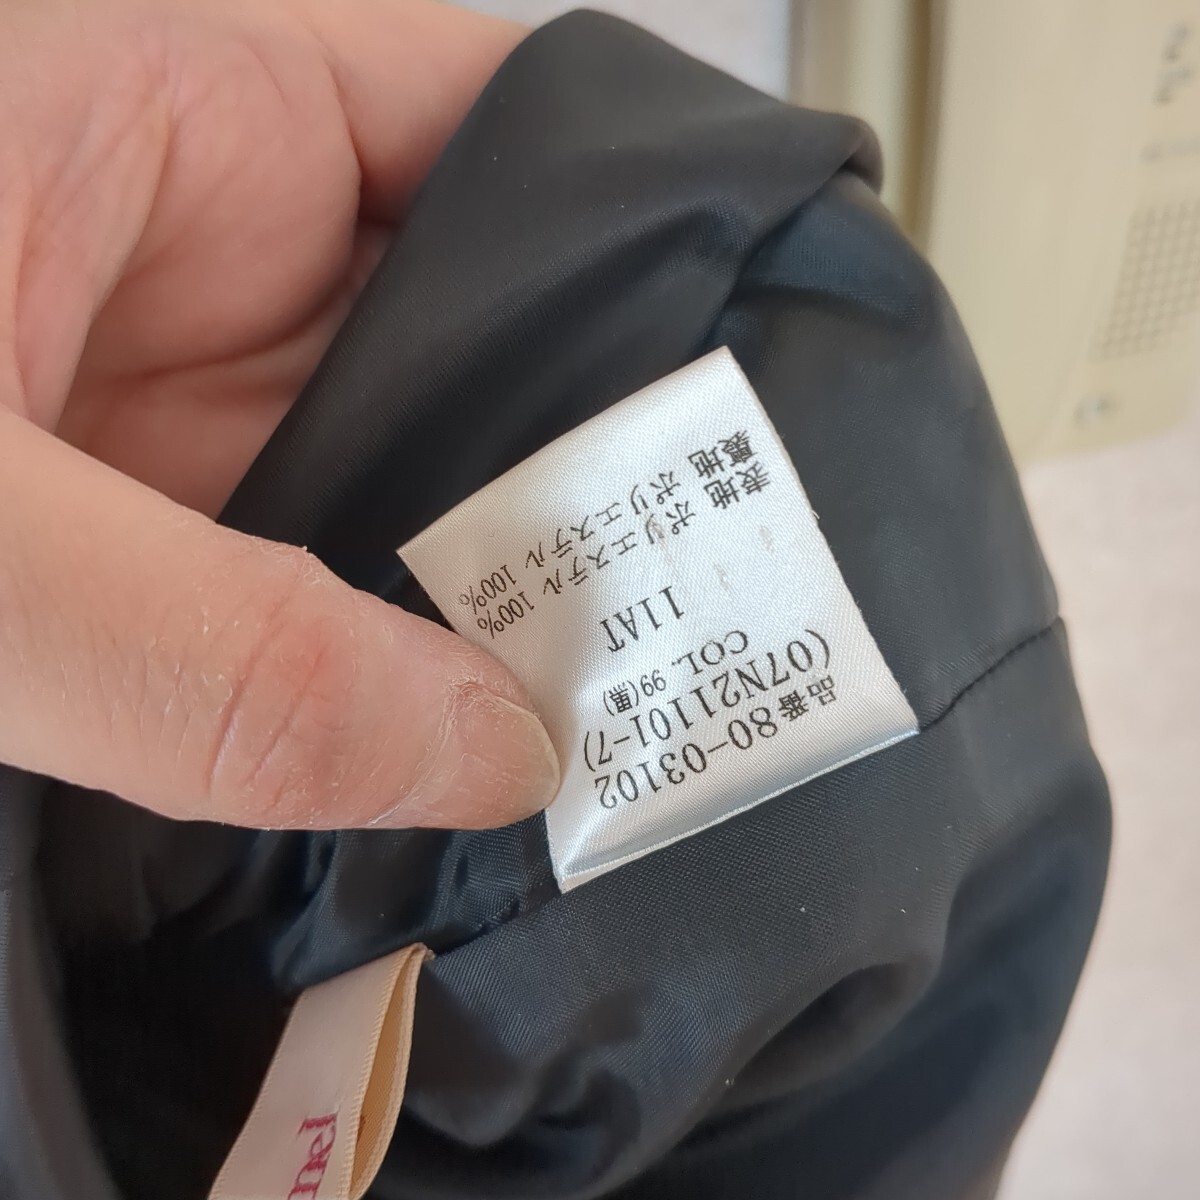 品番80-03102
(07N21101-7)
COL. 99(黒)
11AT
表地 ポリエステル 100%
裏地 ポリエステル 100%